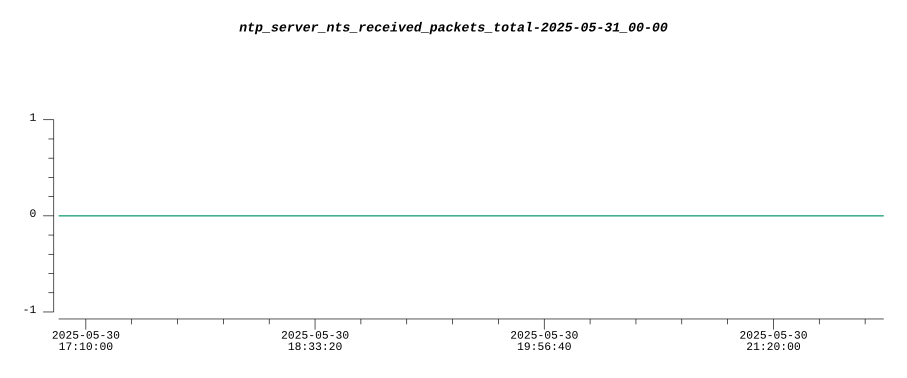 ntp_server_nts_received_packets_total-2025-05-31_00-00
1
0
-1
2025-05-30 2025-05-30 2025-05-30 2025-05-30
17:10:00 18:33:20 19:56:40 21:20:00